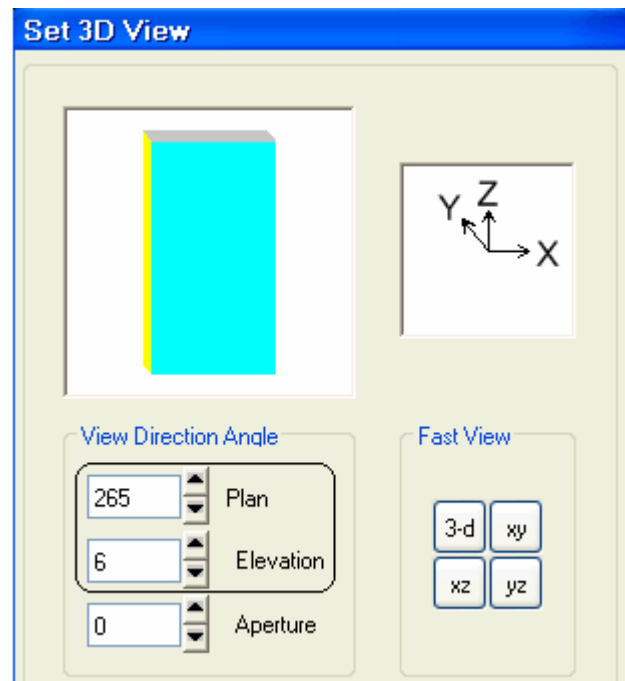 Set 3D View
Y Z
X
View Direction Angle
265 Plan
6 Elevation
0 Aperture
Fast View
3-d xy
xz yz